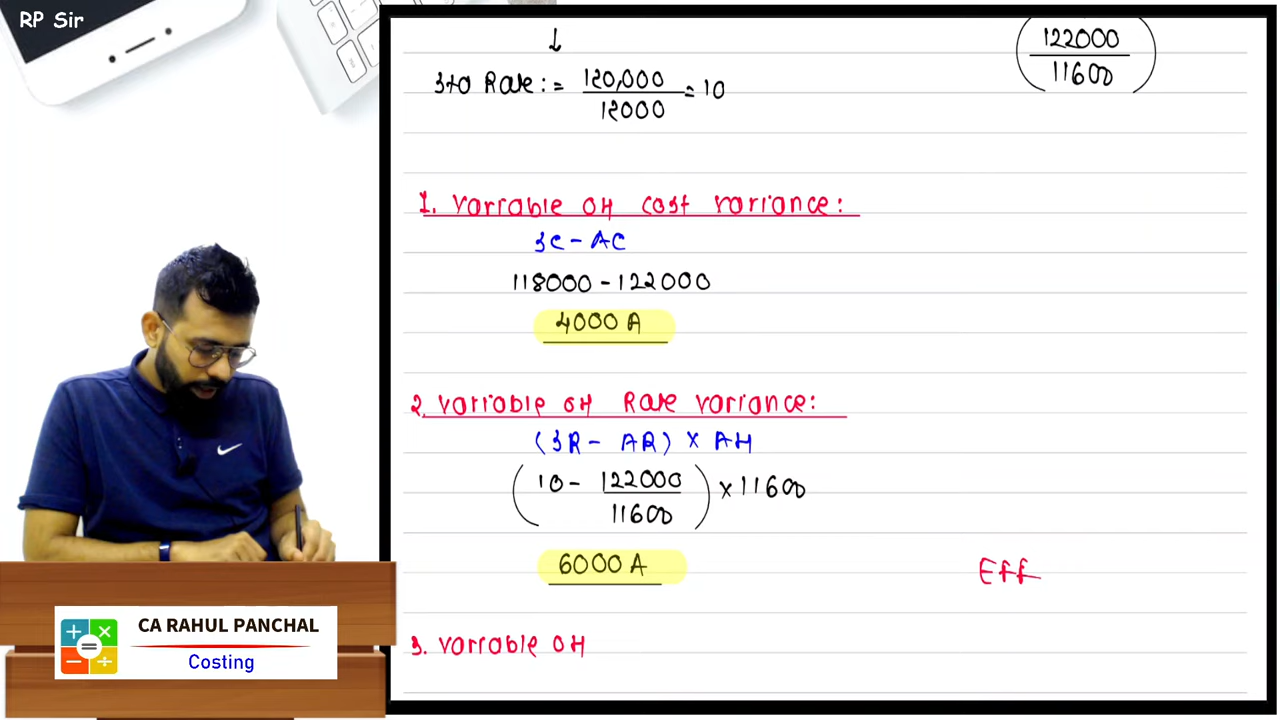 RP Sir
122000
11600
Std Rate := 120,000 = 10
12000
1. Variable OH Cost variance:
SC - AC
118000 - 122000
4000 A
2. Variable OH Rate variance:
(SR - AR) × AH
(10 - 122000 / 11600) × 11600
6000 A
Eff
3. Variable OH
CA RAHUL PANCHAL
Costing